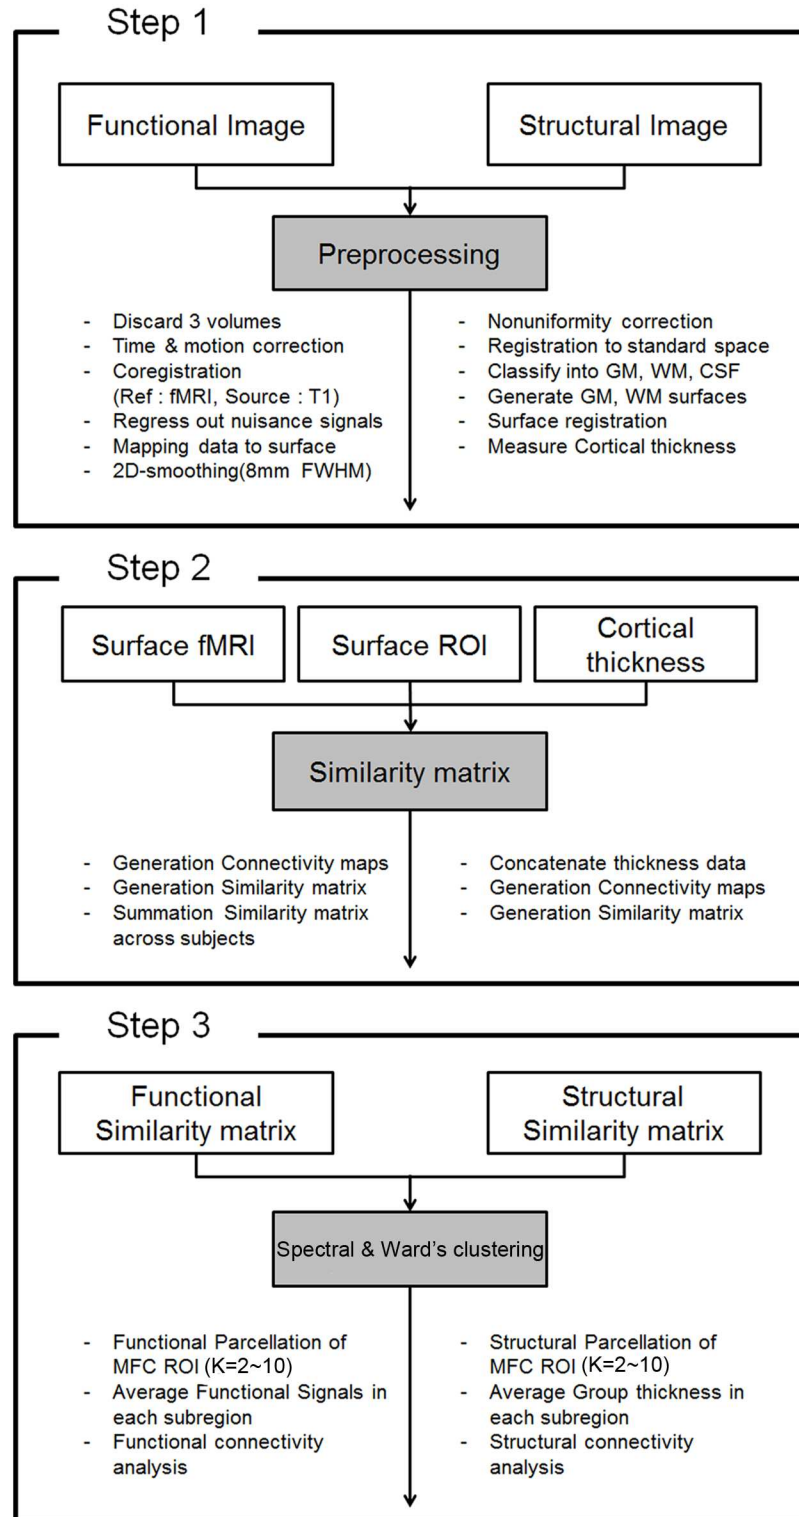 Step 1
Functional Image
Structural Image
Preprocessing
- Discard 3 volumes
- Time & motion correction
- Coregistration
(Ref : fMRI, Source : T1)
- Regress out nuisance signals
- Mapping data to surface
- 2D-smoothing(8mm FWHM)
- Nonuniformity correction
- Registration to standard space
- Classify into GM, WM, CSF
- Generate GM, WM surfaces
- Surface registration
- Measure Cortical thickness
Step 2
Surface fMRI
Surface ROI
Cortical
thickness
Similarity matrix
- Generation Connectivity maps
- Generation Similarity matrix
- Summation Similarity matrix
across subjects
- Concatenate thickness data
- Generation Connectivity maps
- Generation Similarity matrix
Step 3
Functional
Similarity matrix
Structural
Similarity matrix
Spectral & Ward's clustering
- Functional Parcellation of
MFC ROI (K=2~10)
- Average Functional Signals in
each subregion
- Functional connectivity
analysis
- Structural Parcellation of
MFC ROI (K=2~10)
- Average Group thickness in
each subregion
- Structural connectivity
analysis